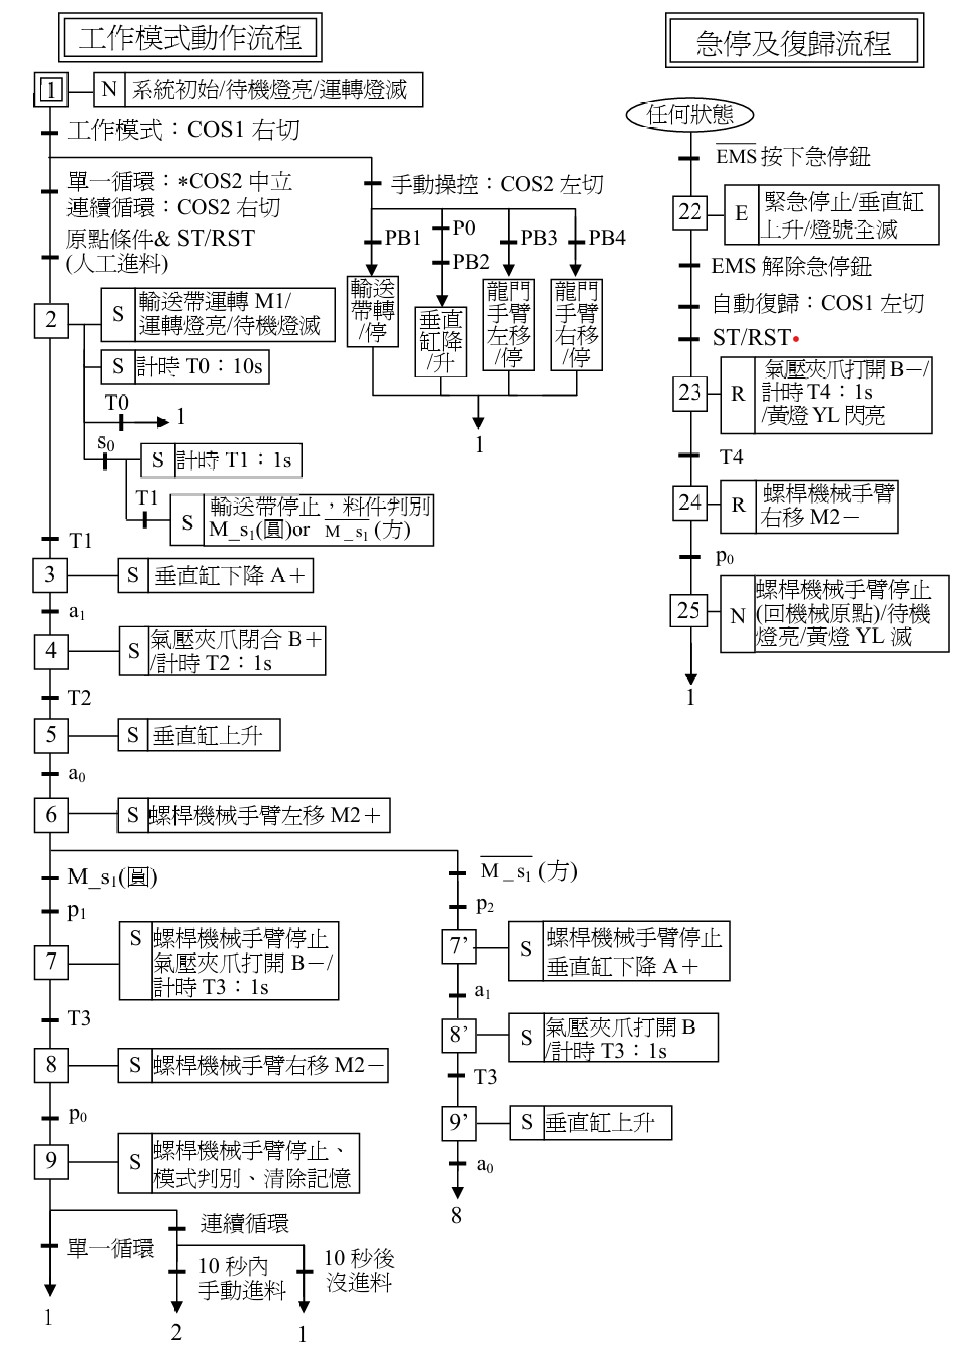 工作模式動作流程
1
N
系統初始/待機燈亮/運轉燈滅
工作模式：COS1 右切
單一循環：*COS2 中立
連續循環：COS2 右切
原點條件& ST/RST
(人工進料)
手動操控：COS2 左切
PB1
P0
PB2
PB3
PB4
輸送
帶轉
/停
垂直
缸降
/升
龍門
手臂
左移
/停
龍門
手臂
右移
/停
1
2
S
輸送帶運轉 M1/
運轉燈亮/待機燈滅
S
計時 T0：10s
T0
1
s₀
S
計時 T1：1s
T1
S
輸送帶停止，料件判別
M_s₁(圓)or M̅_̅s̅₁̅ (方)
T1
3
S
垂直缸下降 A＋
a₁
4
S
氣壓夾爪閉合 B＋
/計時 T2：1s
T2
5
S
垂直缸上升
a₀
6
S
螺桿機械手臂左移 M2＋
M_s₁(圓)
p₁
7
S
螺桿機械手臂停止
氣壓夾爪打開 B－/
計時 T3：1s
T3
8
S
螺桿機械手臂右移 M2－
p₀
9
S
螺桿機械手臂停止、
模式判別、清除記憶
單一循環
1
連續循環
10 秒內
手動進料
2
10 秒後
沒進料
1
M̅_̅s̅₁̅ (方)
p₂
7’
S
螺桿機械手臂停止
垂直缸下降 A＋
a₁
8’
S
氣壓夾爪打開 B
/計時 T3：1s
T3
9’
S
垂直缸上升
a₀
8
急停及復歸流程
任何狀態
E̅M̅S̅ 按下急停鈕
22
E
緊急停止/垂直缸
上升/燈號全滅
EMS 解除急停鈕
自動復歸：COS1 左切
ST/RST•
23
R
氣壓夾爪打開 B－/
計時 T4：1s
/黃燈 YL 閃亮
T4
24
R
螺桿機械手臂
右移 M2－
p₀
25
N
螺桿機械手臂停止
(回機械原點)/待機
燈亮/黃燈 YL 滅
1